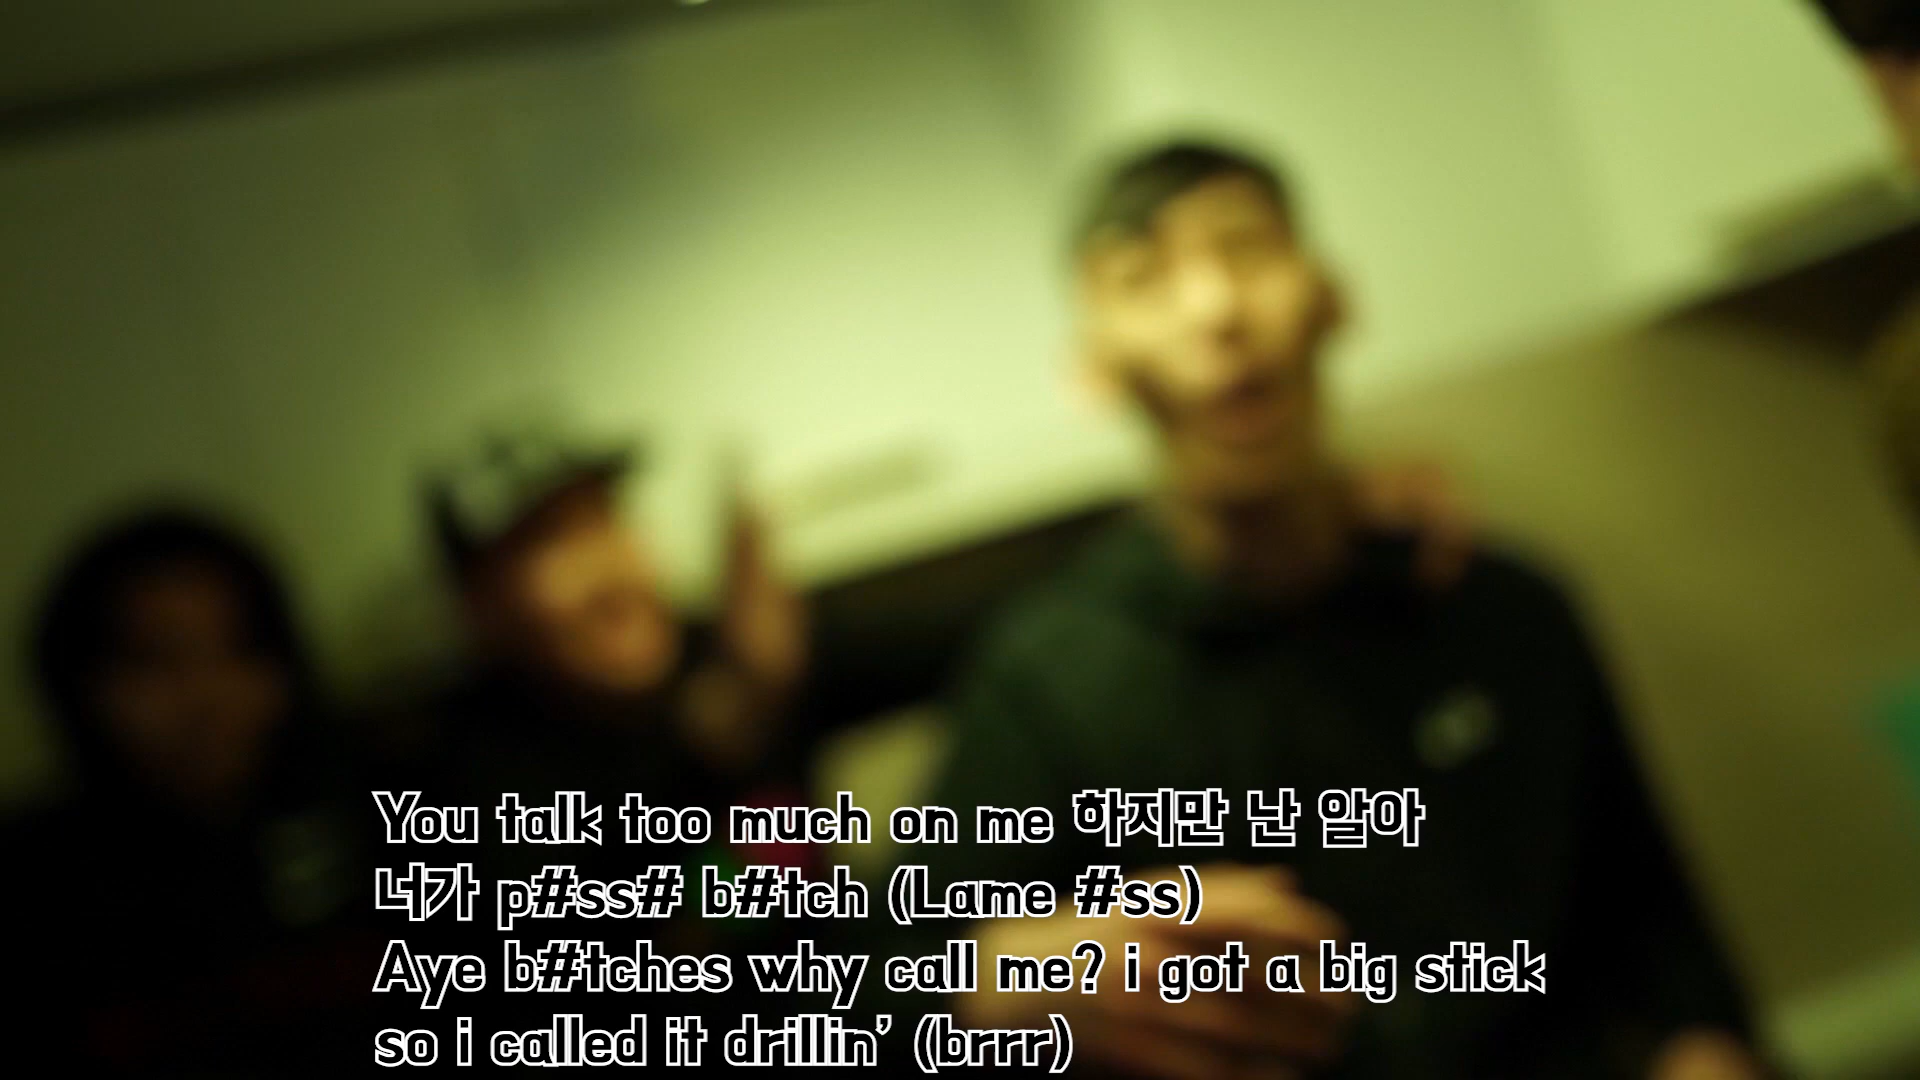 You talk too much on me 하지만 난 알아
너가 p#ss# b#tch (Lame #ss)
Aye b#tches why call me? i got a big stick
so i called it drillin' (brrr)